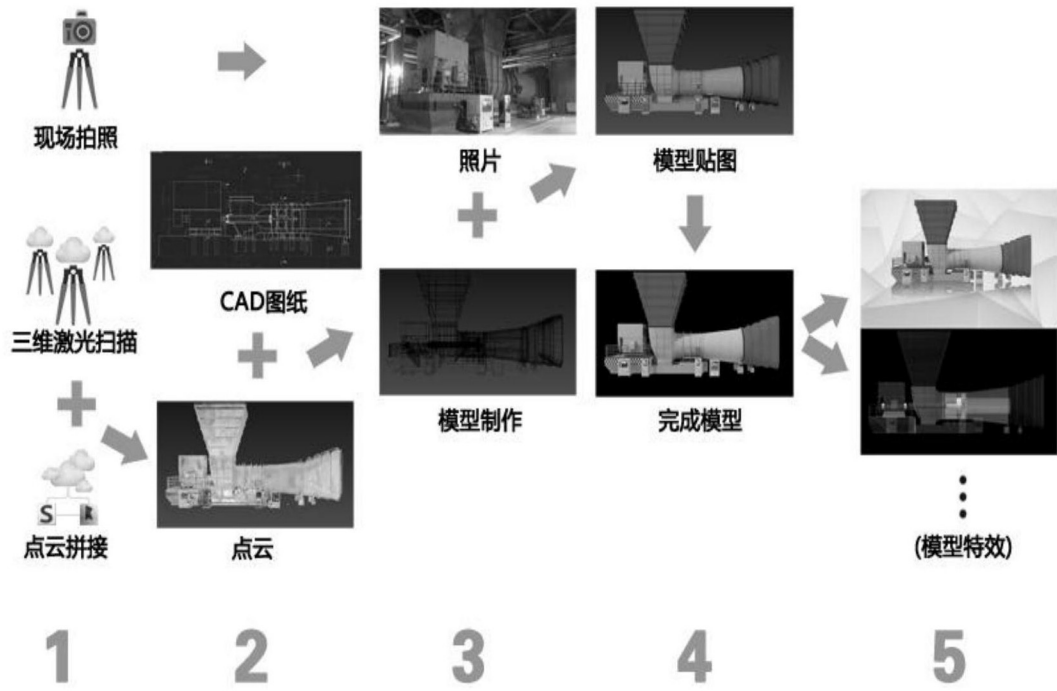 现场拍照
照片
模型贴图
三维激光扫描
CAD图纸
点云拼接
S
点云
模型制作
完成模型
(模型特效)
1
2
3
4
5